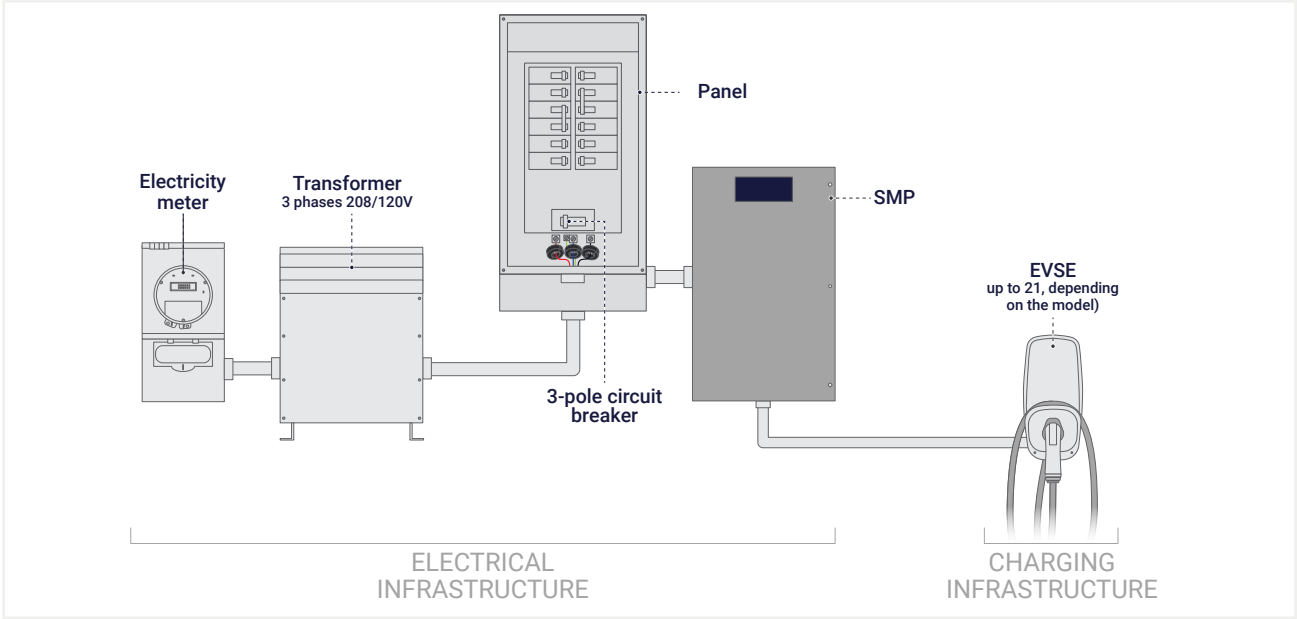 Panel
Electricity
meter
Transformer
3 phases 208/120V
SMP
EVSE
up to 21, depending
on the model)
3-pole circuit
breaker
ELECTRICAL
INFRASTRUCTURE
CHARGING
INFRASTRUCTURE